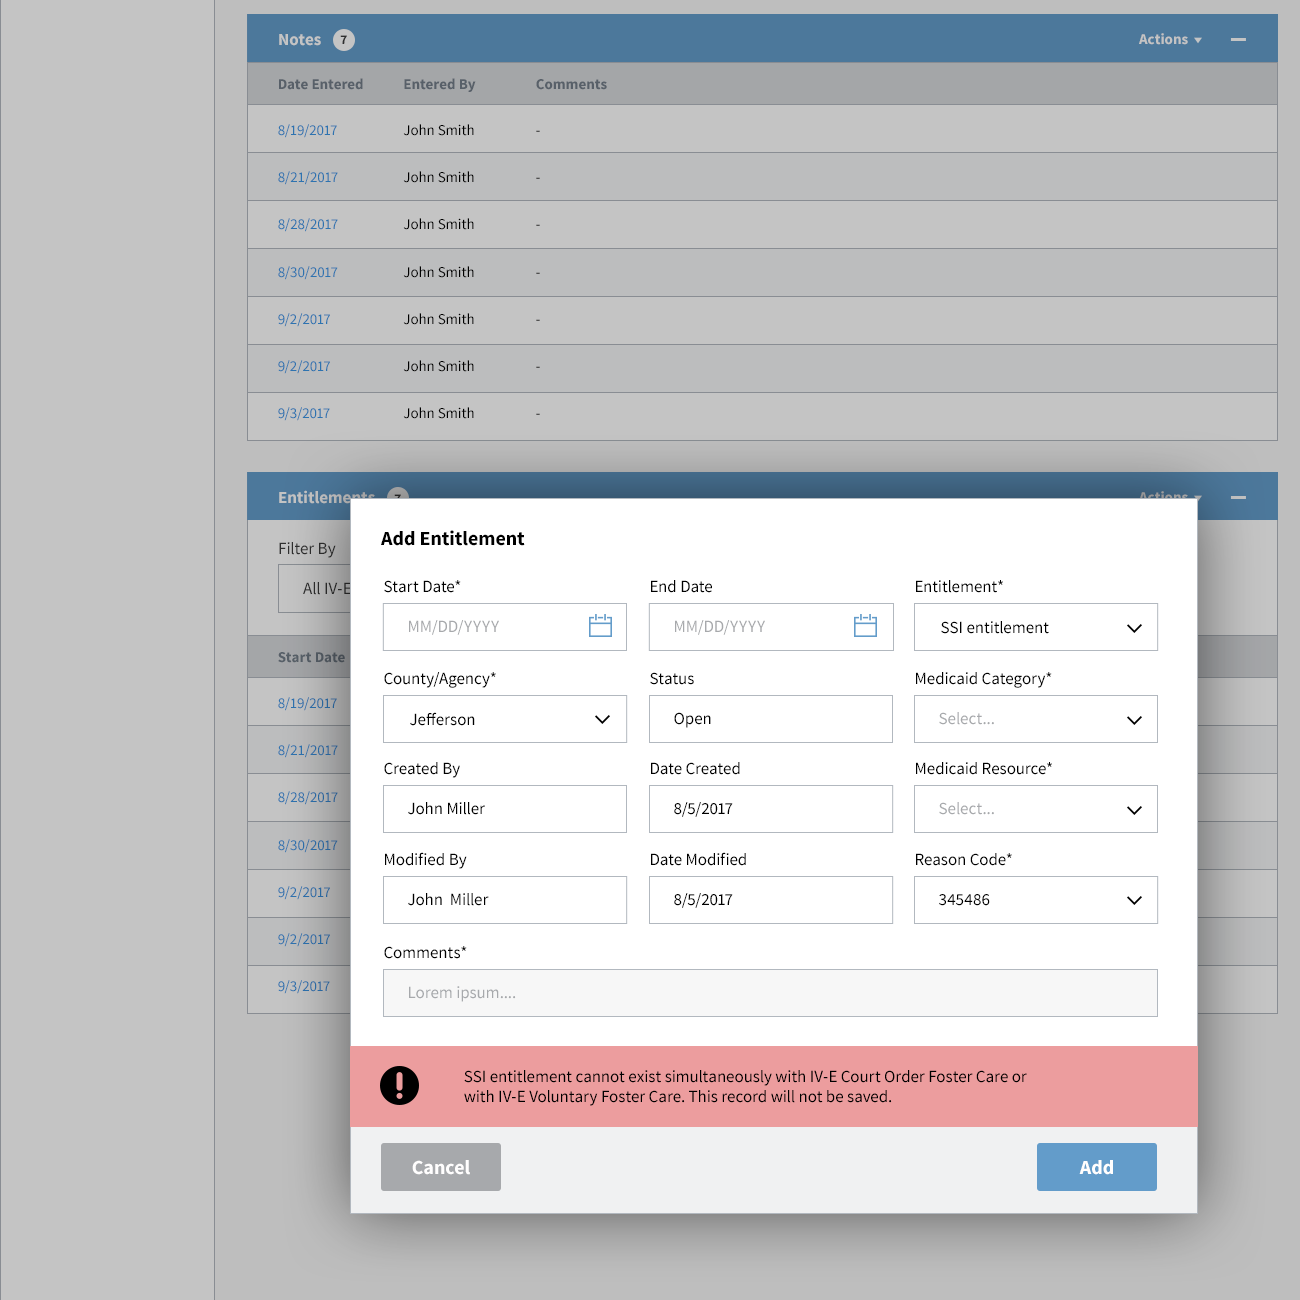 Notes 7 Actions
Date Entered Entered By Comments
8/19/2017 John Smith -
8/21/2017 John Smith -
8/28/2017 John Smith -
8/30/2017 John Smith -
9/2/2017 John Smith -
9/2/2017 John Smith -
9/3/2017 John Smith -
Entitlements 7 Actions
Filter By
All IV-E
Start Date
8/19/2017
8/21/2017
8/28/2017
8/30/2017
9/2/2017
9/2/2017
9/3/2017
Add Entitlement
Start Date* End Date Entitlement*
MM/DD/YYYY MM/DD/YYYY SSI entitlement
County/Agency* Status Medicaid Category*
Jefferson Open Select...
Created By Date Created Medicaid Resource*
John Miller 8/5/2017 Select...
Modified By Date Modified Reason Code*
John Miller 8/5/2017 345486
Comments*
Lorem ipsum....
SSI entitlement cannot exist simultaneously with IV-E Court Order Foster Care or
with IV-E Voluntary Foster Care. This record will not be saved.
Cancel Add